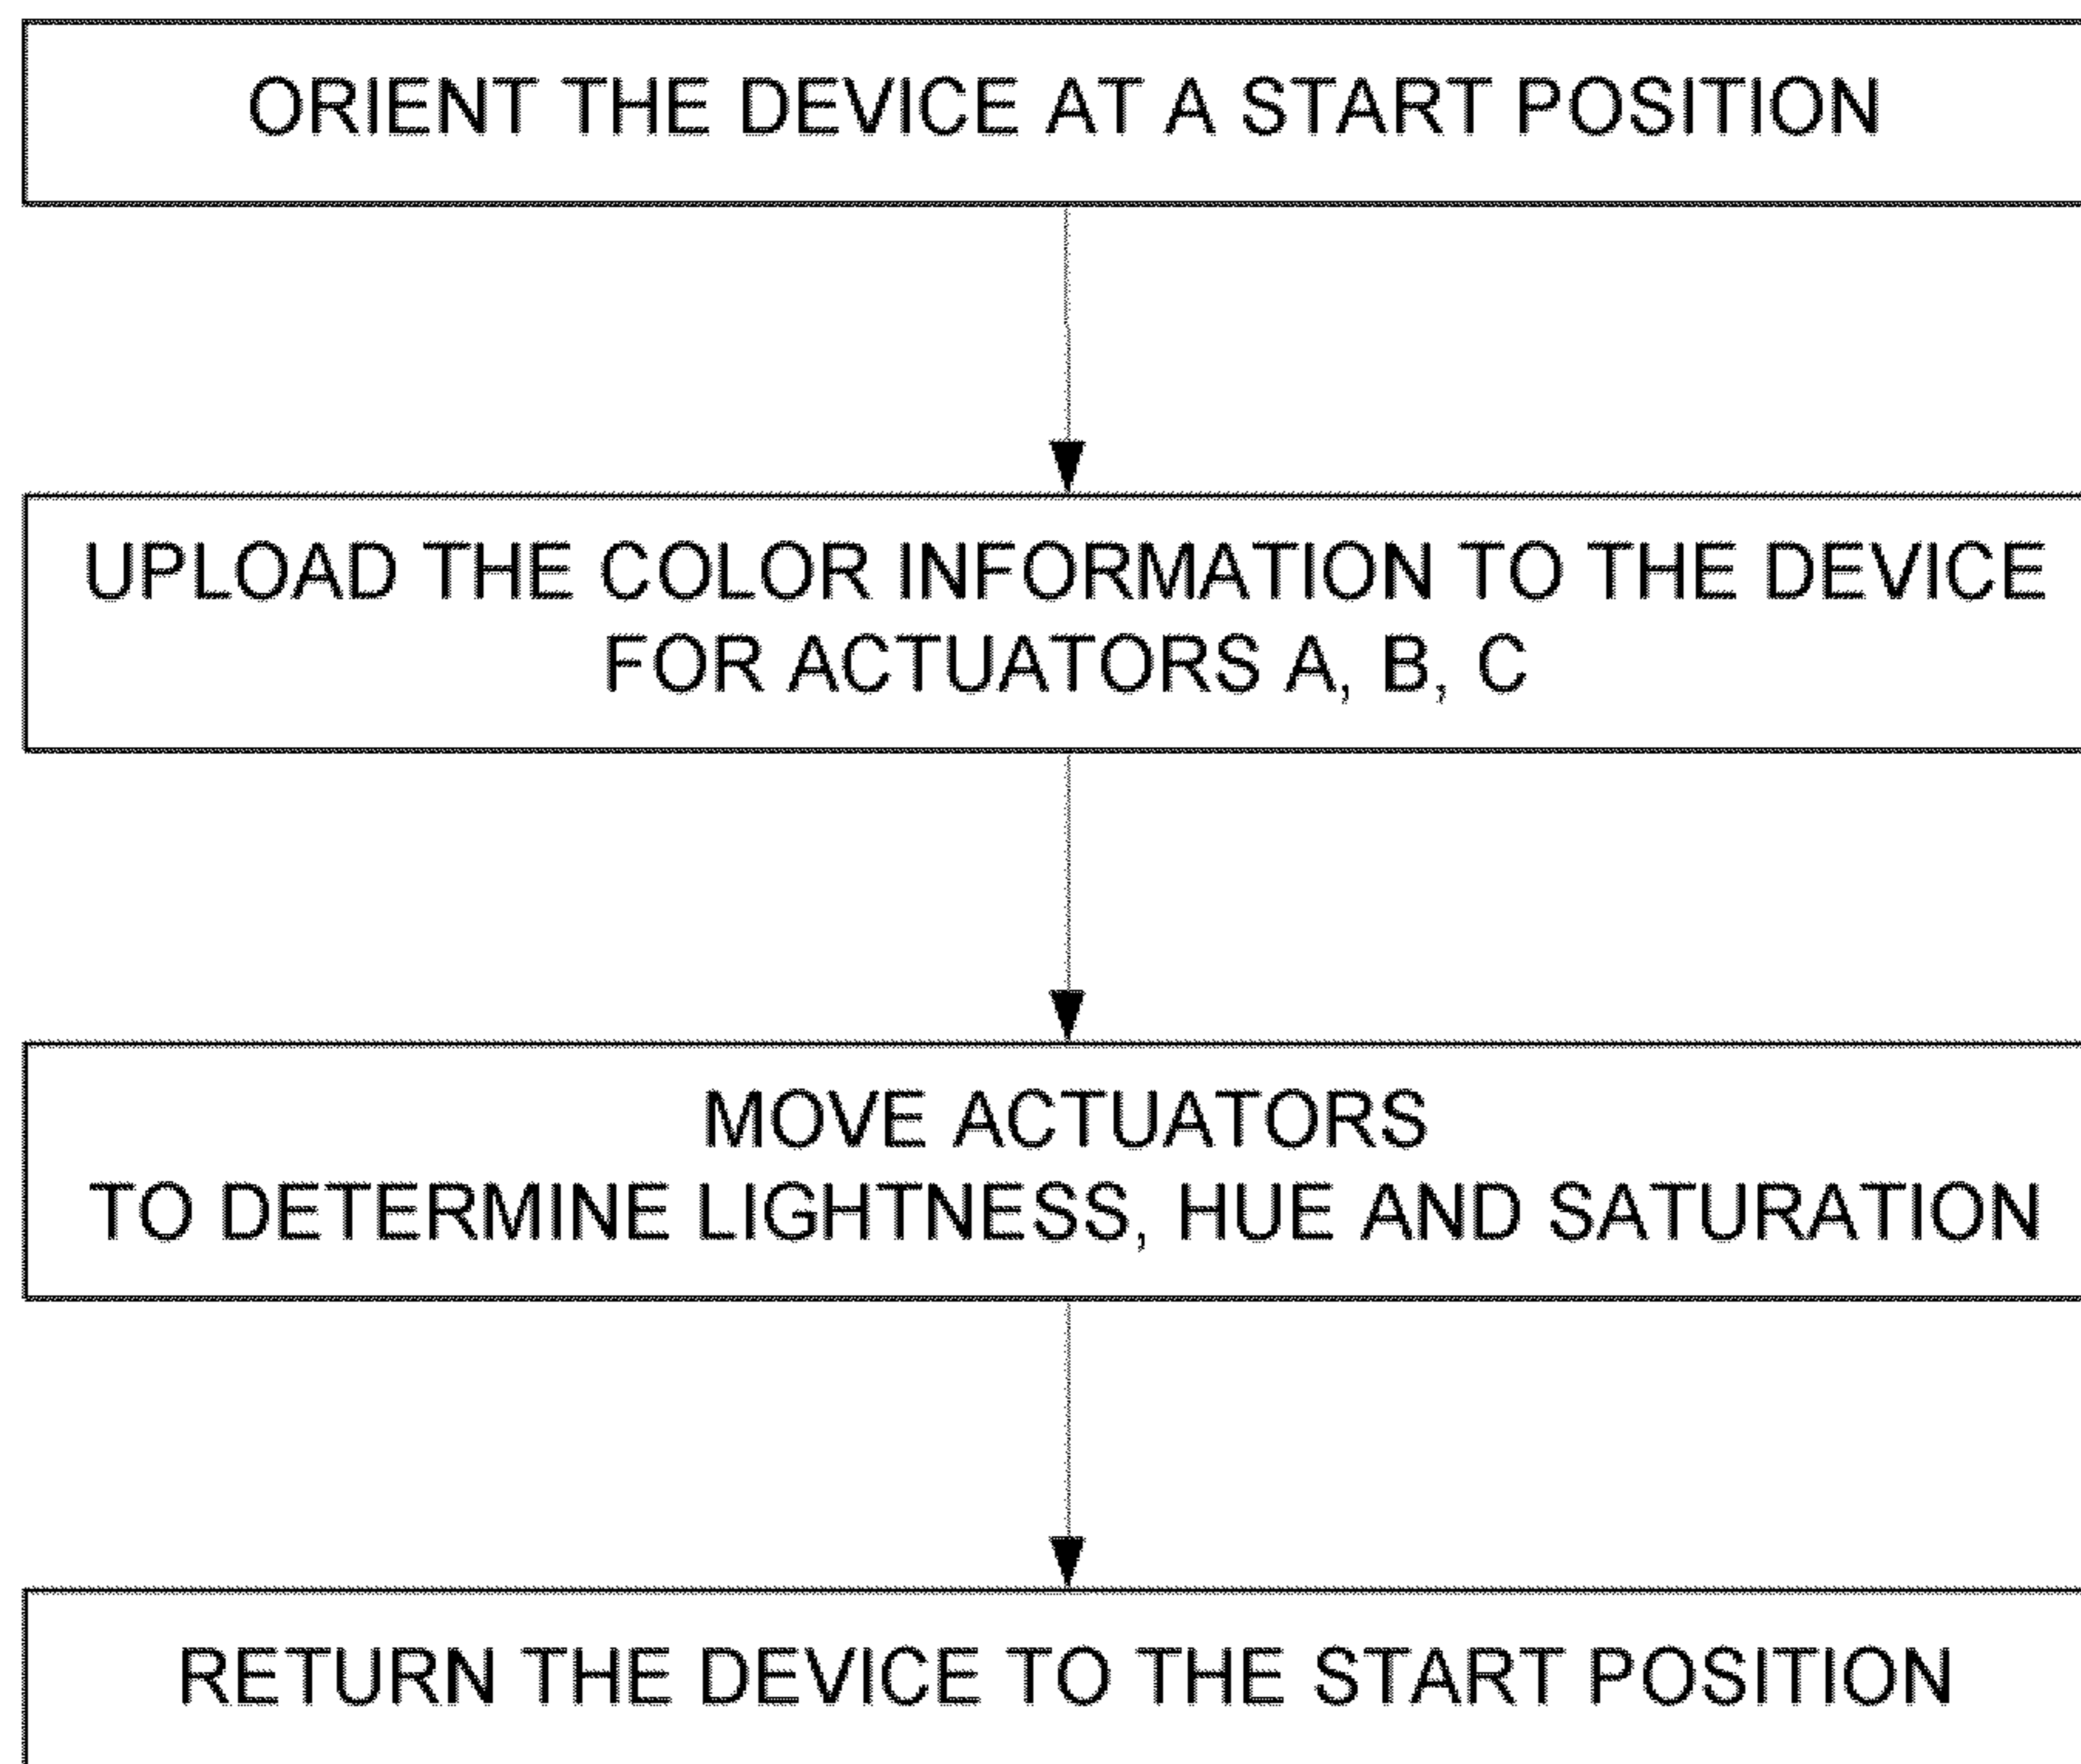 ORIENT THE DEVICE AT A START POSITION
UPLOAD THE COLOR INFORMATION TO THE DEVICE
FOR ACTUATORS A, B, C
MOVE ACTUATORS
TO DETERMINE LIGHTNESS, HUE AND SATURATION
RETURN THE DEVICE TO THE START POSITION